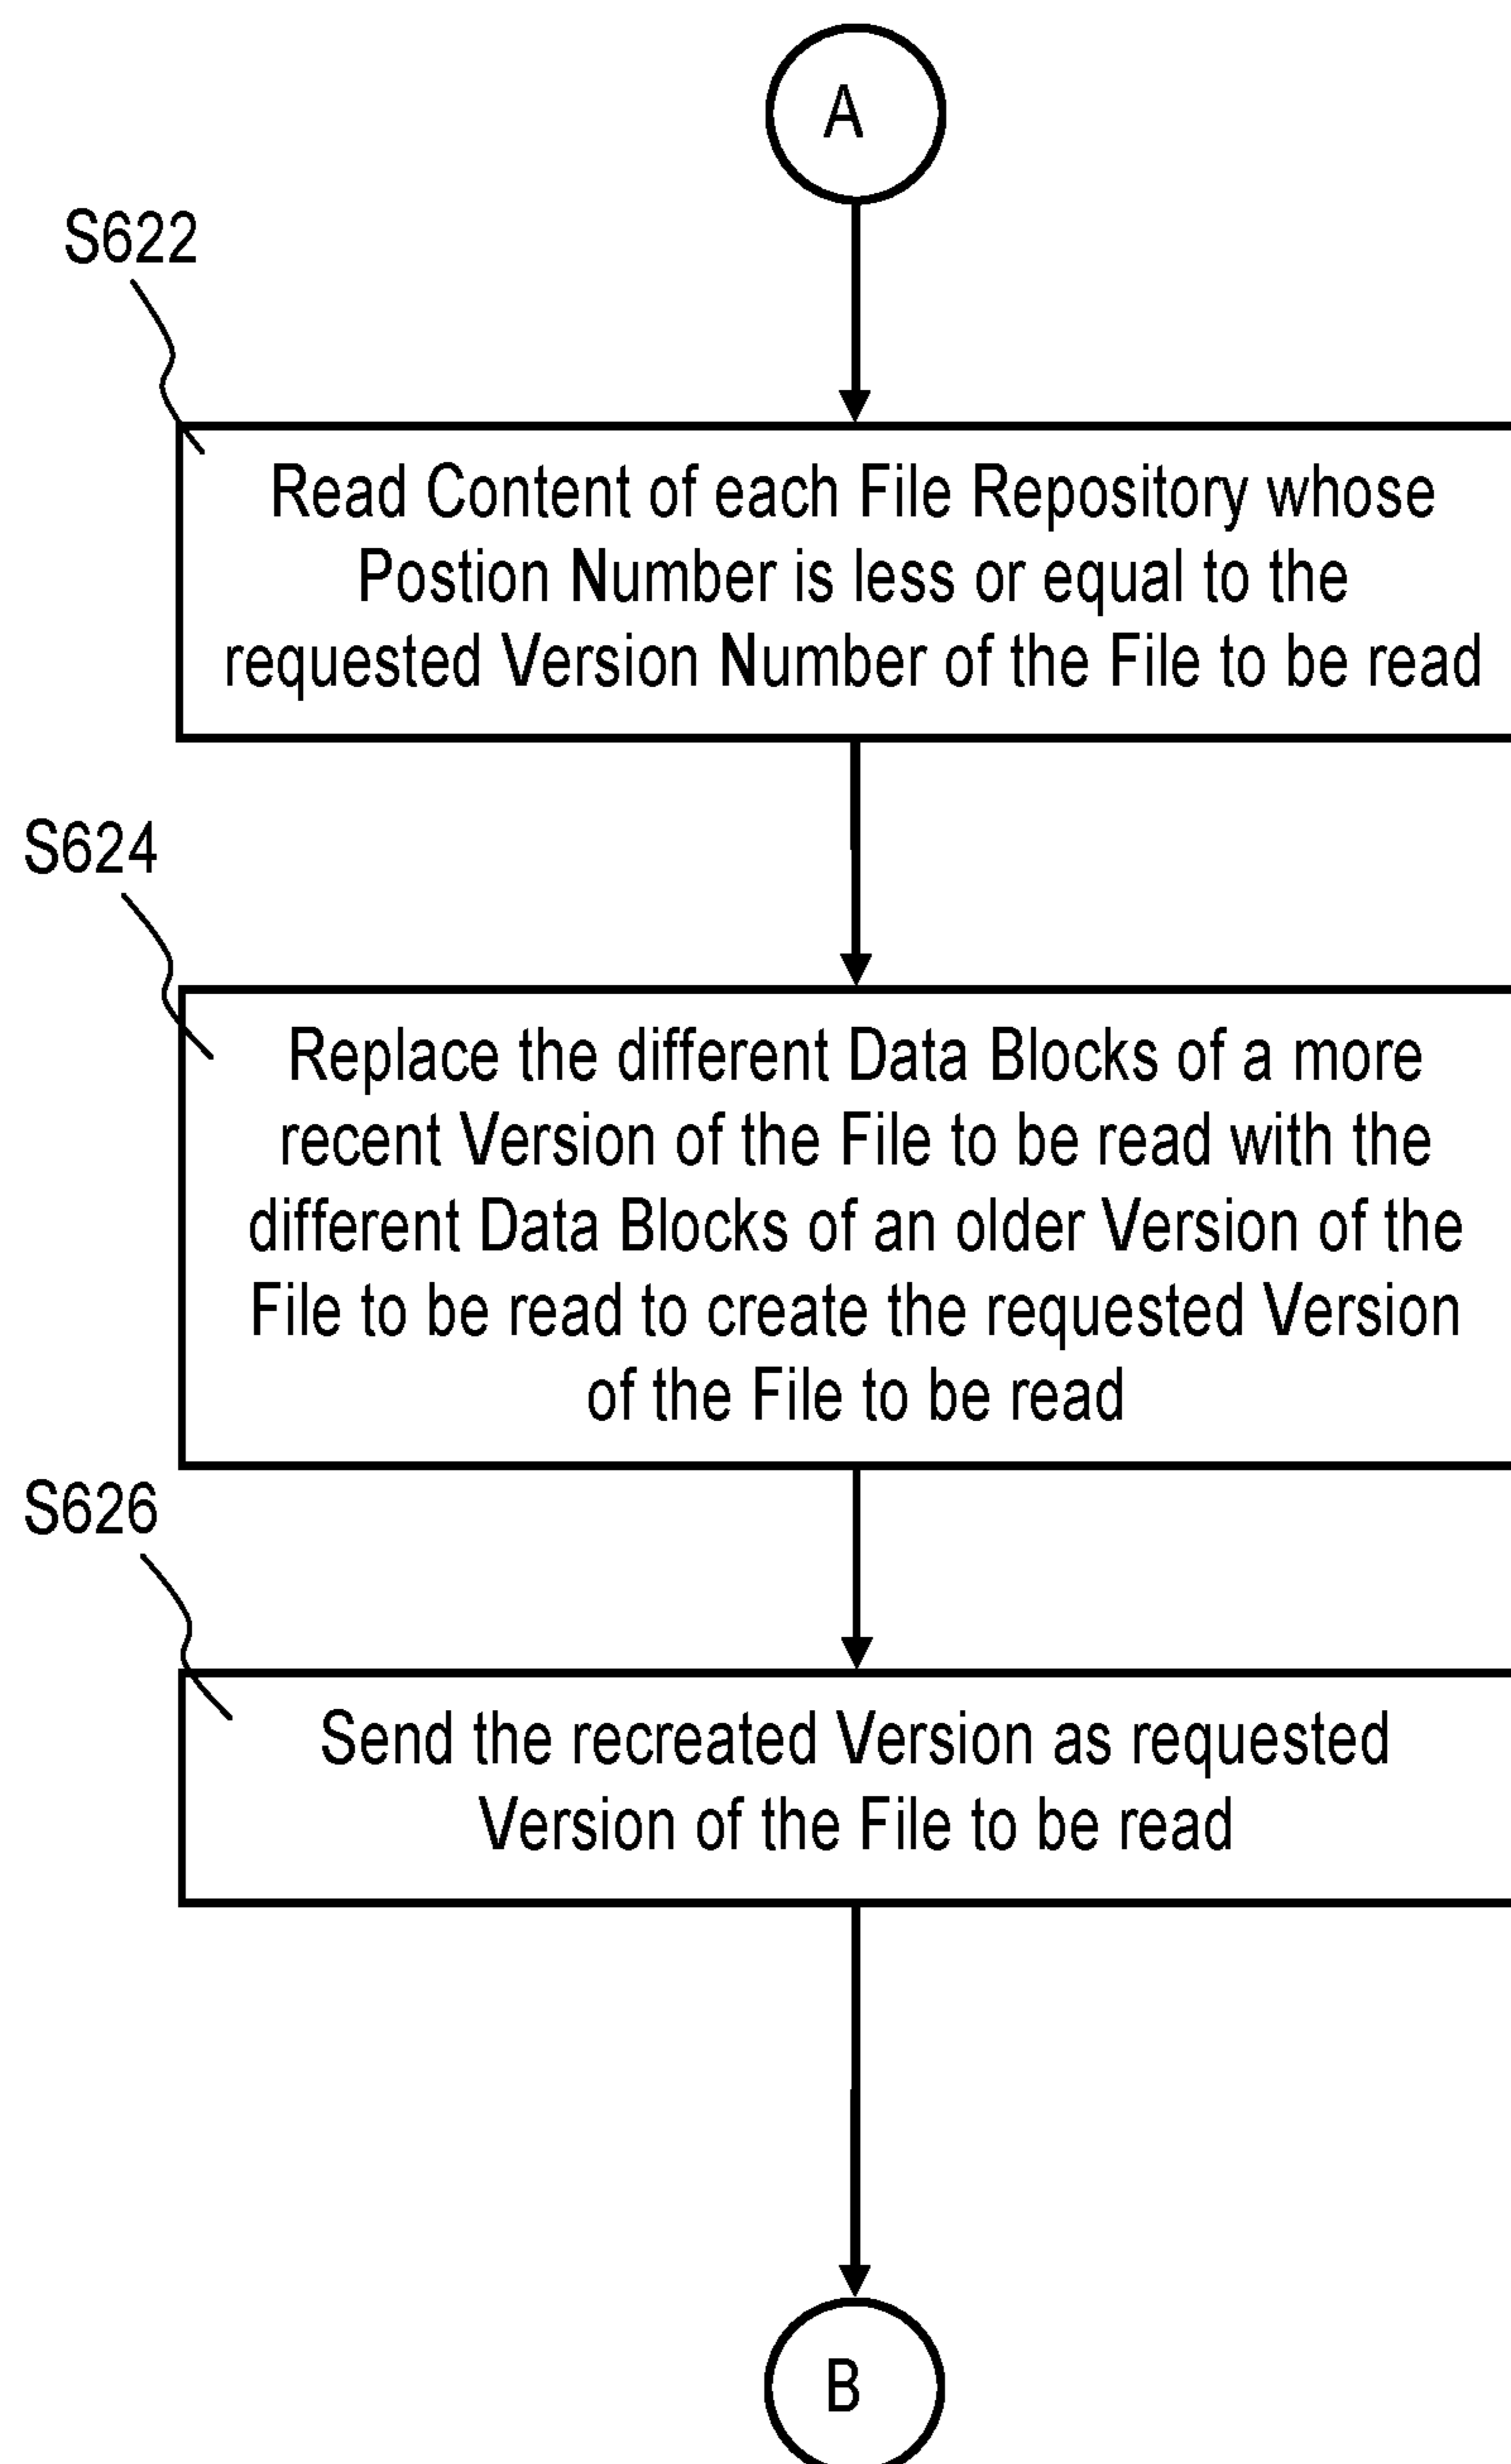 A
S622
Read Content of each File Repository whose
Postion Number is less or equal to the
requested Version Number of the File to be read
S624
Replace the different Data Blocks of a more
recent Version of the File to be read with the
different Data Blocks of an older Version of the
File to be read to create the requested Version
of the File to be read
S626
Send the recreated Version as requested
Version of the File to be read
B